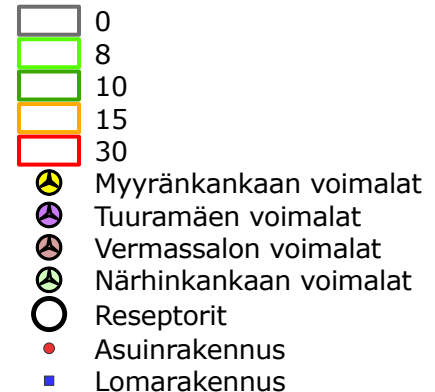 0
8
10
15
30
Myyränkankaan voimalat
Tuuramäen voimalat
Vermassalon voimalat
Närhinkankaan voimalat
Reseptorit
Asuinrakennus
Lomarakennus